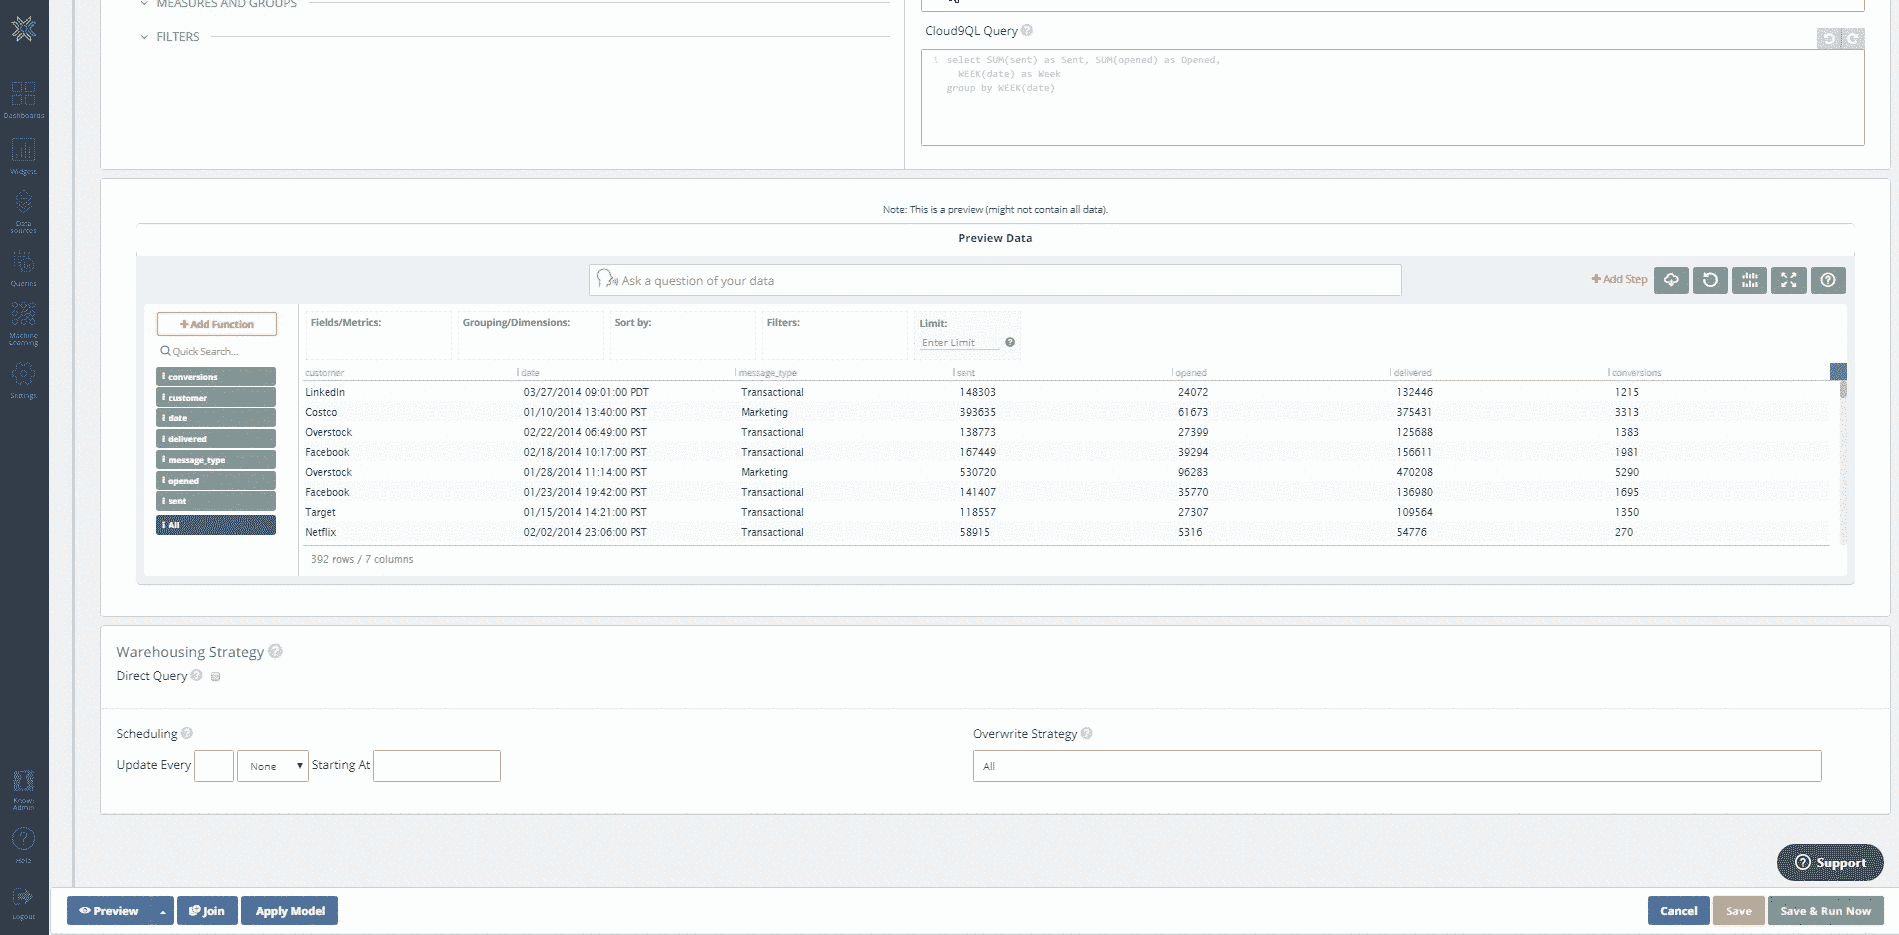 MEASURES AND GROUPS
FILTERS
Cloud9QL Query
1 select SUM(sent) as Sent, SUM(opened) as Opened,
WEEK(date) as Week
group by WEEK(date)
Dashboards
Widgets
Data
sources
Queries
Machine
Learning
Settings
Knowi
Admin
Help
Logout
Note: This is a preview (might not contain all data).
Preview Data
Ask a question of your data
+ Add Step
+ Add Function
Quick Search...
conversions
customer
date
delivered
message_type
opened
sent
All
Fields/Metrics: Grouping/Dimensions: Sort by: Filters: Limit:
Enter Limit
customer date message_type sent opened delivered conversions
LinkedIn 03/27/2014 09:01:00 PDT Transactional 148303 24072 132446 1215
Costco 01/10/2014 13:40:00 PST Marketing 393635 61673 375431 3313
Overstock 02/22/2014 06:49:00 PST Transactional 138773 27399 125688 1383
Facebook 02/18/2014 10:17:00 PST Transactional 167449 39294 156611 1981
Overstock 01/28/2014 11:14:00 PST Marketing 530720 96283 470208 5290
Facebook 01/23/2014 19:42:00 PST Transactional 141407 35770 136980 1695
Target 01/15/2014 14:21:00 PST Transactional 118557 27307 109564 1350
Netflix 02/02/2014 23:06:00 PST Transactional 58915 5316 54776 270
392 rows / 7 columns
Warehousing Strategy
Direct Query
Scheduling
Update Every None Starting At
Overwrite Strategy
All
Support
Preview Join Apply Model Cancel Save Save & Run Now